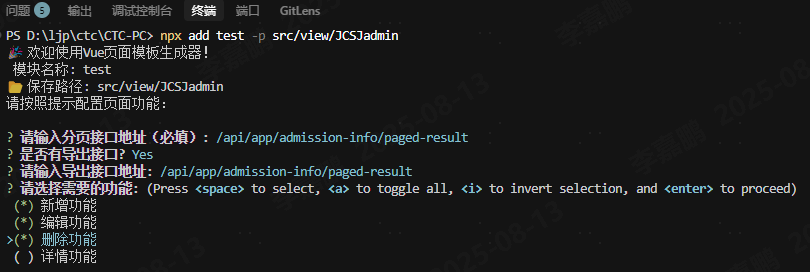 问题 5 输出 调试控制台 终端 端口 GitLens
PS D:\ljp\ctc\CTC-PC> npx add test -p src/view/JCSJadmin
🎉 欢迎使用Vue页面模板生成器!
模块名称: test
📂 保存路径: src/view/JCSJadmin
请按照提示配置页面功能:
? 请输入分页接口地址(必填): /api/app/admission-info/paged-result
? 是否有导出接口? Yes
? 请输入导出接口地址: /api/app/admission-info/paged-result
? 请选择需要的功能: (Press <space> to select, <a> to toggle all, <i> to invert selection, and <enter> to proceed)
(*) 新增功能
(*) 编辑功能
>(*) 删除功能
( ) 详情功能